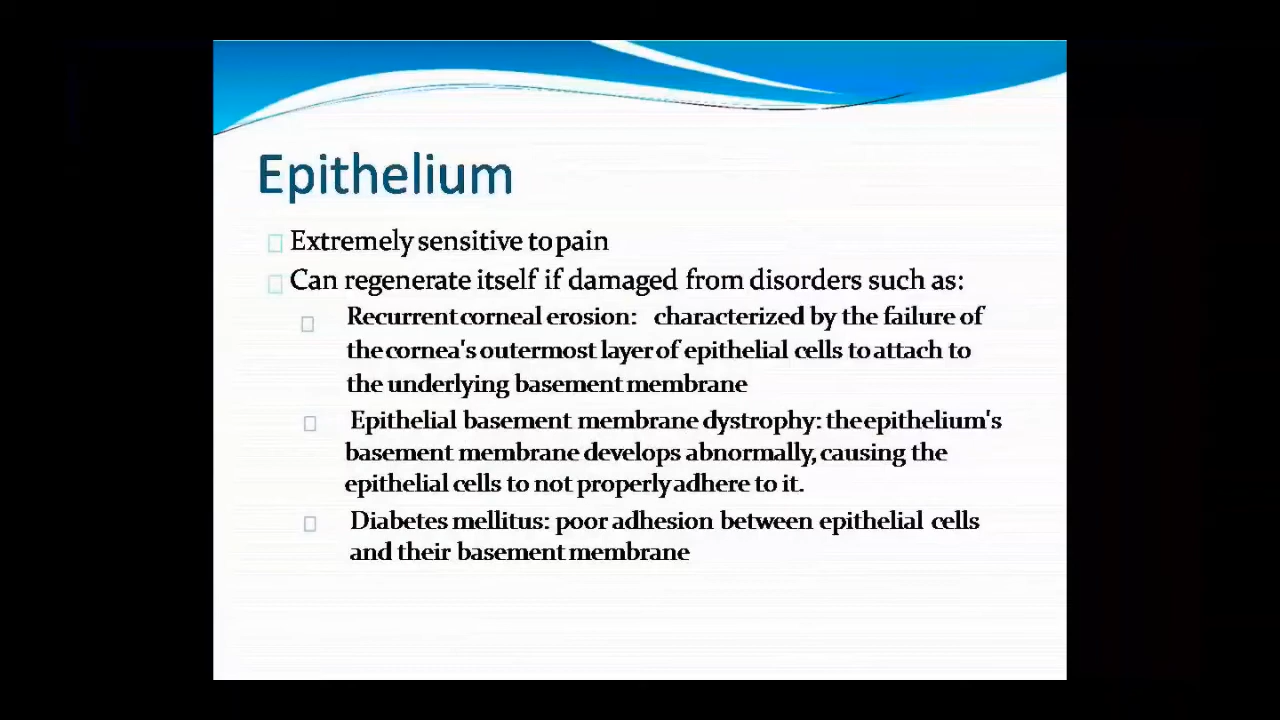 Epithelium
Extremely sensitive to pain
Can regenerate itself if damaged from disorders such as:
Recurrent corneal erosion: characterized by the failure of
the cornea's outermost layer of epithelial cells to attach to
the underlying basement membrane
Epithelial basement membrane dystrophy: the epithelium's
basement membrane develops abnormally, causing the
epithelial cells to not properly adhere to it.
Diabetes mellitus: poor adhesion between epithelial cells
and their basement membrane